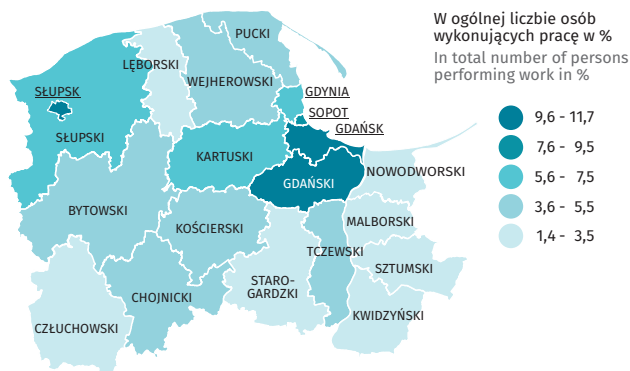 W ogólnej liczbie osób
wykonujących pracę w %
In total number of persons
performing work in %
9,6 - 11,7
7,6 - 9,5
5,6 - 7,5
3,6 - 5,5
1,4 - 3,5
PUCKI
LĘBORSKI
WEJHEROWSKI
SŁUPSK
GDYNIA
SOPOT
GDAŃSK
SŁUPSKI
KARTUSKI
NOWODWORSKI
GDAŃSKI
BYTOWSKI
KOŚCIERSKI
MALBORSKI
TCZEWSKI
SZTUMSKI
STARO-
GARDZKI
CHOJNICKI
KWIDZYŃSKI
CZŁUCHOWSKI